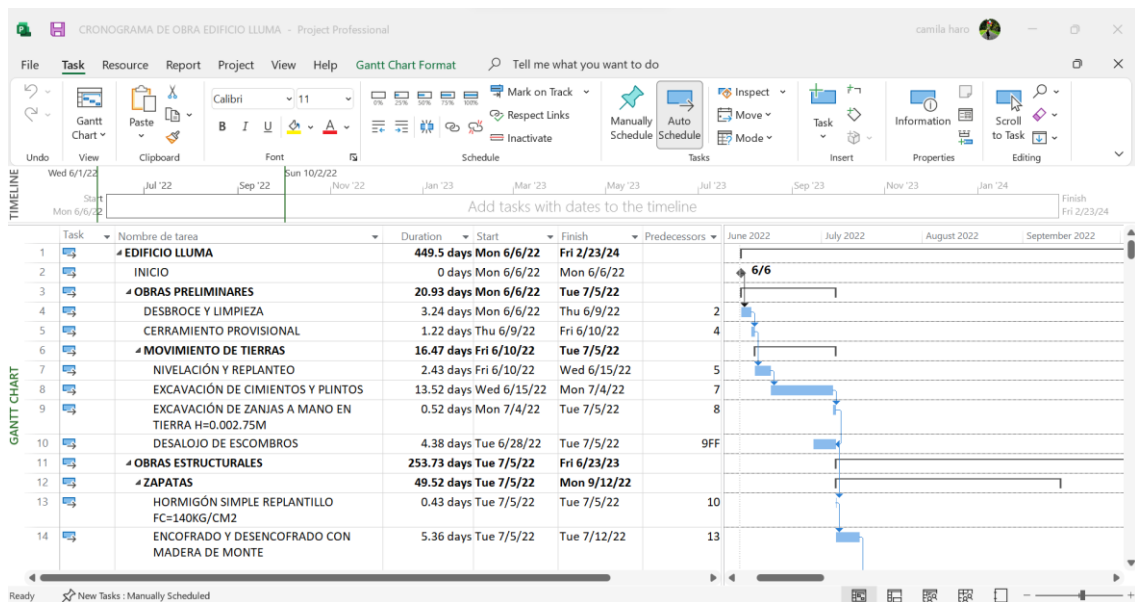 CRONOGRAMA DE OBRA EDIFICIO LLUMA - Project Professional
camila haro
File Task Resource Report Project View Help Gantt Chart Format Tell me what you want to do
Gantt Chart
Paste
Calibri 11
B I U A
0% 25% 50% 75% 100%
Mark on Track
Respect Links
Inactivate
Manually Schedule
Auto Schedule
Inspect
Move
Mode
Task
Information
Scroll to Task
Undo View Clipboard Font Schedule Tasks Insert Properties Editing
TIMELINE
Wed 6/1/22 Sun 10/2/22
Jul '22 Sep '22 Nov '22 Jan '23 Mar '23 May '23 Jul '23 Sep '23 Nov '23 Jan '24
Start
Mon 6/6/22
Add tasks with dates to the timeline
Finish
Fri 2/23/24
GANTT CHART
Task Nombre de tarea Duration Start Finish Predecessors June 2022 July 2022 August 2022 September 2022
1 EDIFICIO LLUMA 449.5 days Mon 6/6/22 Fri 2/23/24
2 INICIO 0 days Mon 6/6/22 Mon 6/6/22 6/6
3 OBRAS PRELIMINARES 20.93 days Mon 6/6/22 Tue 7/5/22
4 DESBROCE Y LIMPIEZA 3.24 days Mon 6/6/22 Thu 6/9/22 2
5 CERRAMIENTO PROVISIONAL 1.22 days Thu 6/9/22 Fri 6/10/22 4
6 MOVIMIENTO DE TIERRAS 16.47 days Fri 6/10/22 Tue 7/5/22
7 NIVELACIÓN Y REPLANTEO 2.43 days Fri 6/10/22 Wed 6/15/22 5
8 EXCAVACIÓN DE CIMIENTOS Y PLINTOS 13.52 days Wed 6/15/22 Mon 7/4/22 7
9 EXCAVACIÓN DE ZANJAS A MANO EN 0.52 days Mon 7/4/22 Tue 7/5/22 8
TIERRA H=0.002.75M
10 DESALOJO DE ESCOMBROS 4.38 days Tue 6/28/22 Tue 7/5/22 9FF
11 OBRAS ESTRUCTURALES 253.73 days Tue 7/5/22 Fri 6/23/23
12 ZAPATAS 49.52 days Tue 7/5/22 Mon 9/12/22
13 HORMIGÓN SIMPLE REPLANTILLO 0.43 days Tue 7/5/22 Tue 7/5/22 10
FC=140KG/CM2
14 ENCOFRADO Y DESENCOFRADO CON 5.36 days Tue 7/5/22 Tue 7/12/22 13
MADERA DE MONTE
Ready New Tasks : Manually Scheduled